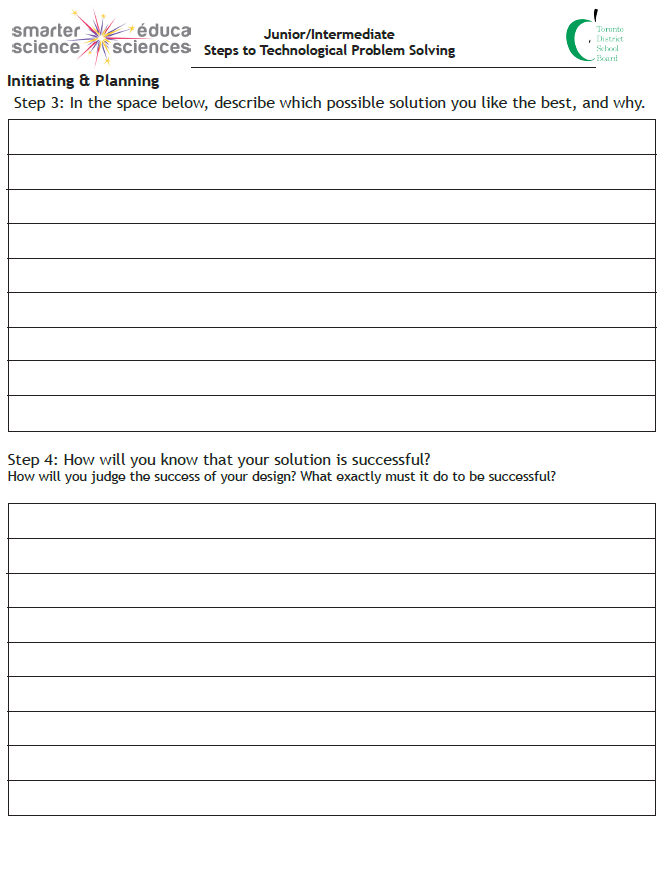 smarter éduca
science sciences
Junior/Intermediate
Steps to Technological Problem Solving
Toronto
District
School
Board
Initiating & Planning
Step 3: In the space below, describe which possible solution you like the best, and why.
Step 4: How will you know that your solution is successful?
How will you judge the success of your design? What exactly must it do to be successful?